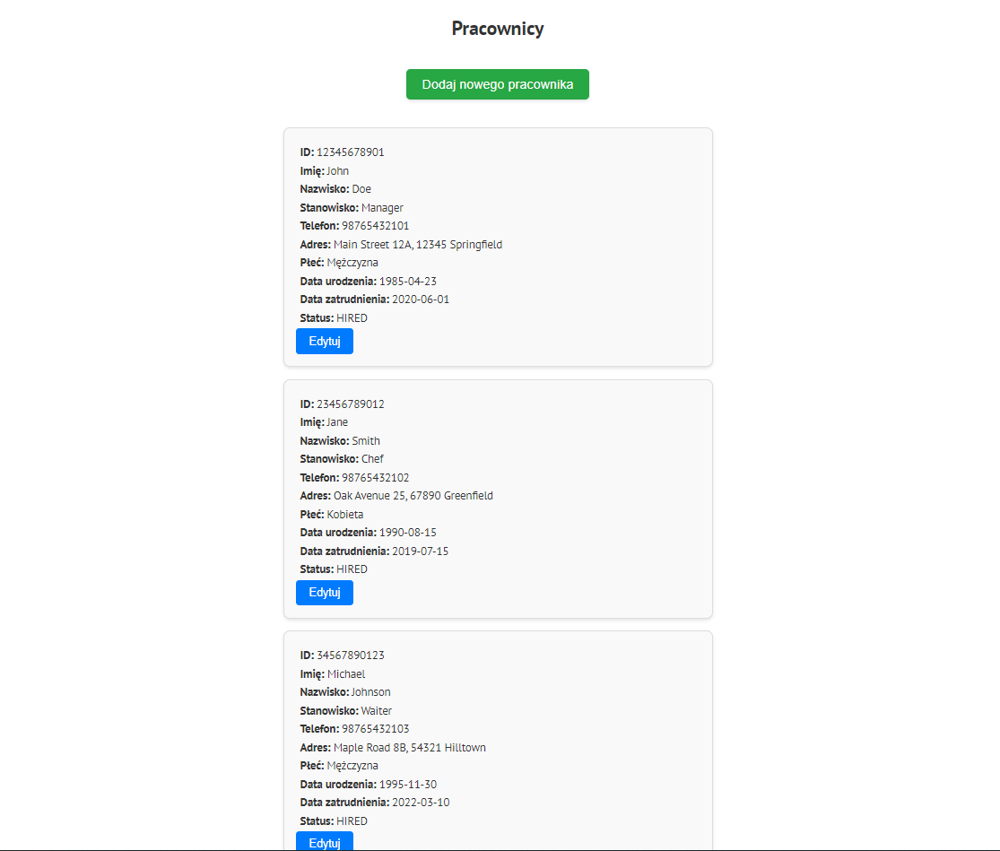 Pracownicy
Dodaj nowego pracownika
ID: 12345678901
Imię: John
Nazwisko: Doe
Stanowisko: Manager
Telefon: 98765432101
Adres: Main Street 12A, 12345 Springfield
Płeć: Mężczyzna
Data urodzenia: 1985-04-23
Data zatrudnienia: 2020-06-01
Status: HIRED
Edytuj
ID: 23456789012
Imię: Jane
Nazwisko: Smith
Stanowisko: Chef
Telefon: 98765432102
Adres: Oak Avenue 25, 67890 Greenfield
Płeć: Kobieta
Data urodzenia: 1990-08-15
Data zatrudnienia: 2019-07-15
Status: HIRED
Edytuj
ID: 34567890123
Imię: Michael
Nazwisko: Johnson
Stanowisko: Waiter
Telefon: 98765432103
Adres: Maple Road 8B, 54321 Hilltown
Płeć: Mężczyzna
Data urodzenia: 1995-11-30
Data zatrudnienia: 2022-03-10
Status: HIRED
Edytuj